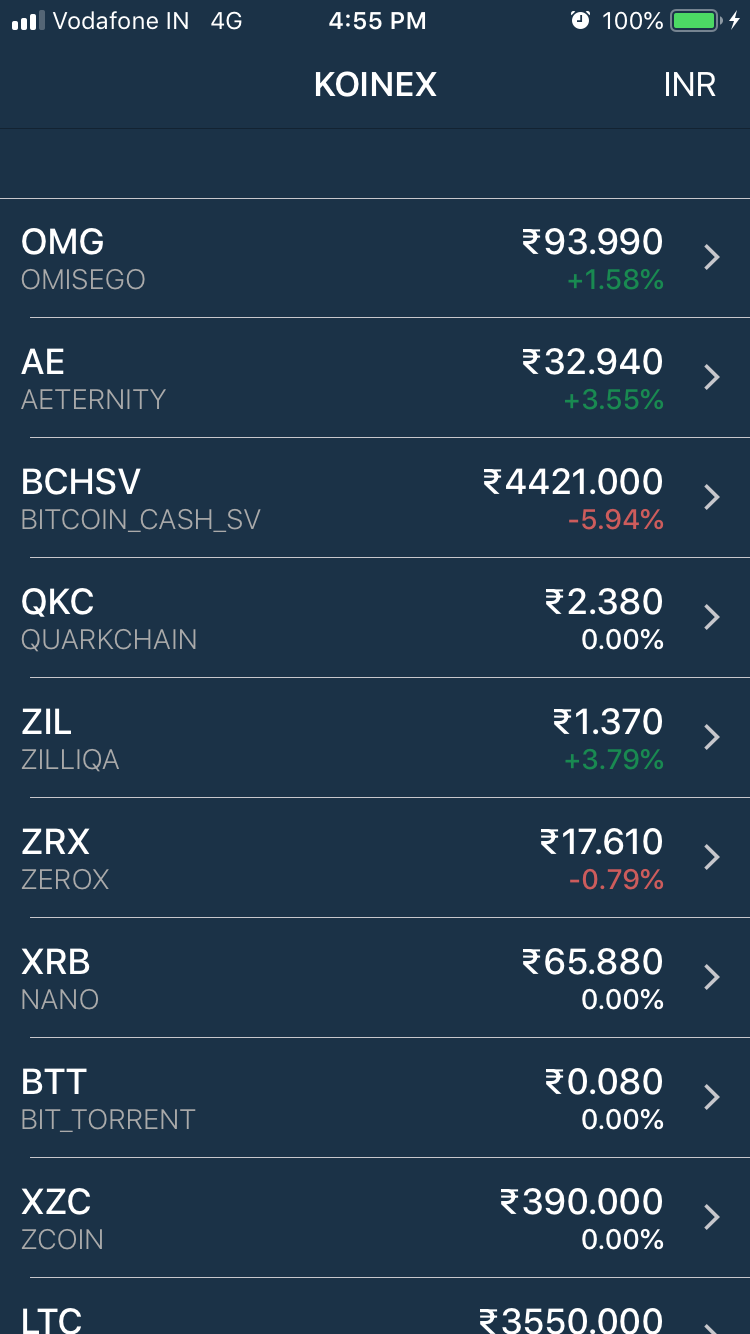 Vodafone IN 4G 4:55 PM 100%
KOINEX INR
OMG ₹93.990
OMISEGO +1.58%
AE ₹32.940
AETERNITY +3.55%
BCHSV ₹4421.000
BITCOIN_CASH_SV -5.94%
QKC ₹2.380
QUARKCHAIN 0.00%
ZIL ₹1.370
ZILLIQA +3.79%
ZRX ₹17.610
ZEROX -0.79%
XRB ₹65.880
NANO 0.00%
BTT ₹0.080
BIT_TORRENT 0.00%
XZC ₹390.000
ZCOIN 0.00%
LTC ₹3550.000